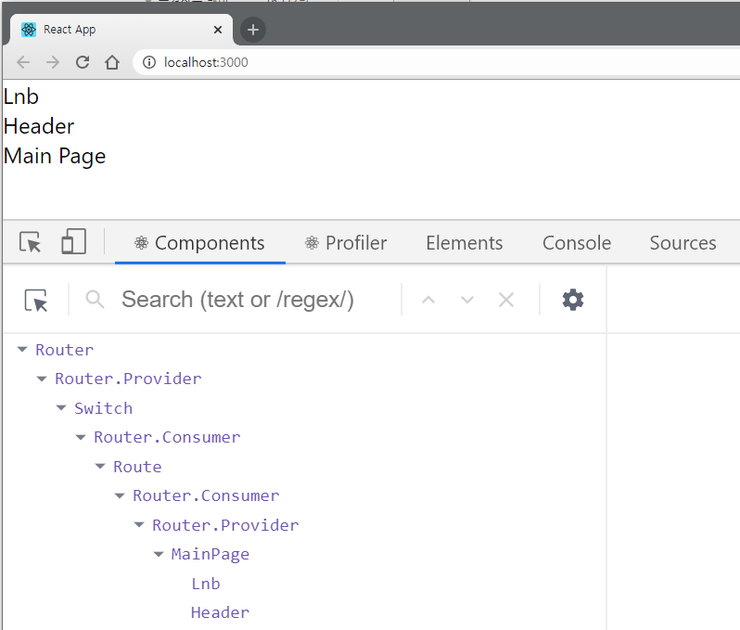 React App
localhost:3000
Lnb
Header
Main Page
Components Profiler Elements Console Sources
Search (text or /regex/)
Router
Router.Provider
Switch
Router.Consumer
Route
Router.Consumer
Router.Provider
MainPage
Lnb
Header